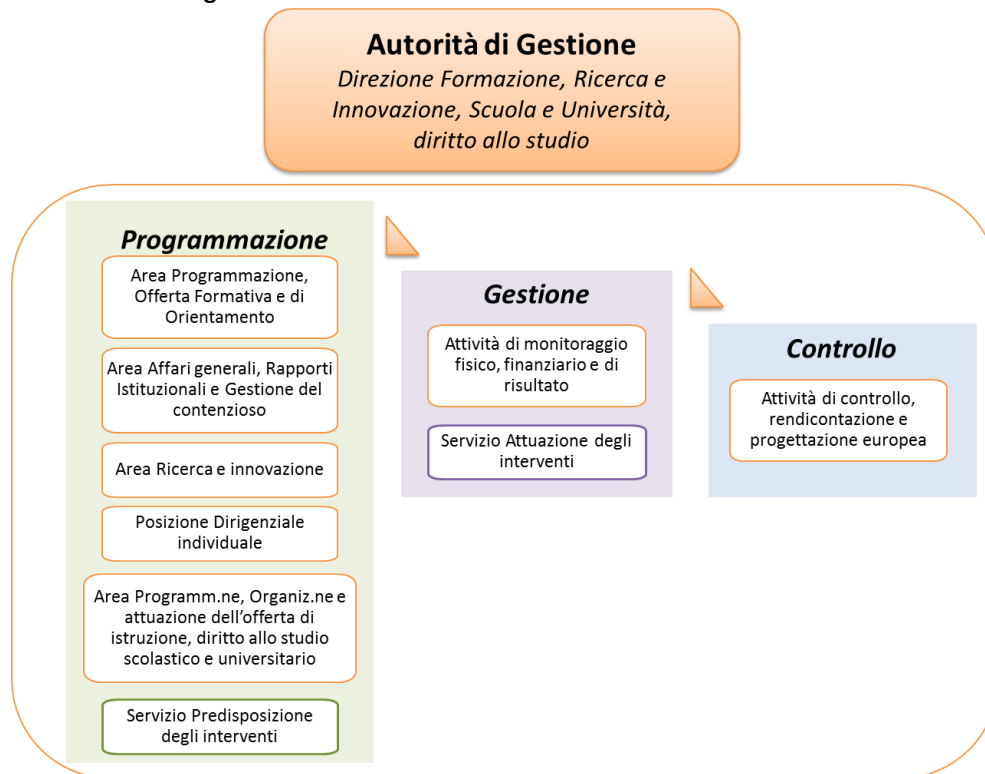 Autorità di Gestione
Direzione Formazione, Ricerca e
Innovazione, Scuola e Università,
diritto allo studio
Programmazione
Area Programmazione,
Offerta Formativa e di
Orientamento
Area Affari generali, Rapporti
Istituzionali e Gestione del
contenzioso
Area Ricerca e innovazione
Posizione Dirigenziale
individuale
Area Programm.ne, Organiz.ne e
attuazione dell’offerta di
istruzione, diritto allo studio
scolastico e universitario
Servizio Predisposizione
degli interventi
Gestione
Attività di monitoraggio
fisico, finanziario e di
risultato
Servizio Attuazione degli
interventi
Controllo
Attività di controllo,
rendicontazione e
progettazione europea